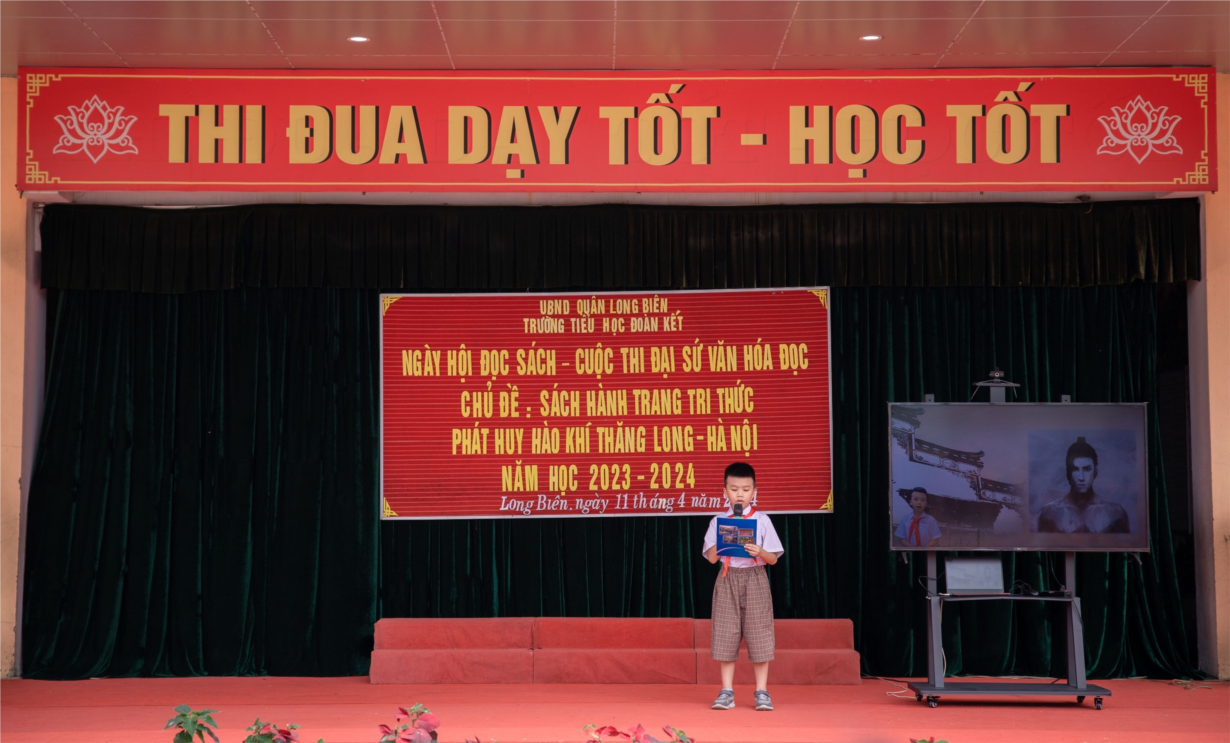 THI ĐUA DẠY TỐT - HỌC TỐT
UBND QUẬN LONG BIÊN
TRƯỜNG TIỂU HỌC ĐOÀN KẾT
NGÀY HỘI ĐỌC SÁCH - CUỘC THI ĐẠI SỨ VĂN HÓA ĐỌC
CHỦ ĐỀ : SÁCH HÀNH TRANG TRI THỨC
PHÁT HUY HÀO KHÍ THĂNG LONG - HÀ NỘI
NĂM HỌC 2023 - 2024
Long Biên, ngày 11 tháng 4 năm